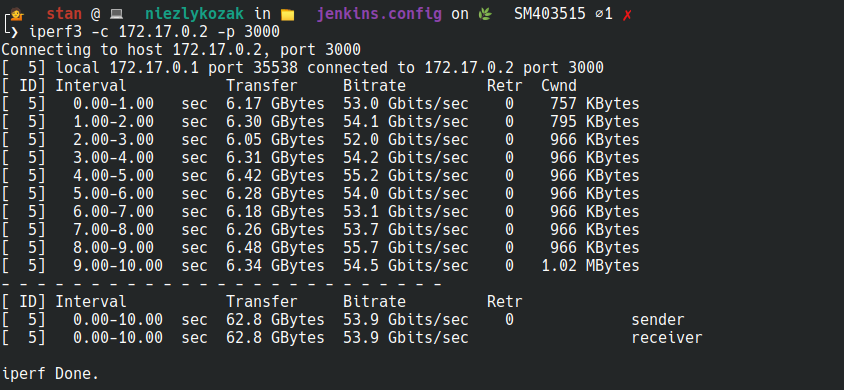 stan @ 💻 niezlykozak in 📁 jenkins.config on 🌿 SM403515 ⌀1 ✗
❯ iperf3 -c 172.17.0.2 -p 3000
Connecting to host 172.17.0.2, port 3000
[  5] local 172.17.0.1 port 35538 connected to 172.17.0.2 port 3000
[ ID] Interval           Transfer     Bitrate         Retr  Cwnd
[  5]   0.00-1.00   sec  6.17 GBytes  53.0 Gbits/sec    0    757 KBytes
[  5]   1.00-2.00   sec  6.30 GBytes  54.1 Gbits/sec    0    795 KBytes
[  5]   2.00-3.00   sec  6.05 GBytes  52.0 Gbits/sec    0    966 KBytes
[  5]   3.00-4.00   sec  6.31 GBytes  54.2 Gbits/sec    0    966 KBytes
[  5]   4.00-5.00   sec  6.42 GBytes  55.2 Gbits/sec    0    966 KBytes
[  5]   5.00-6.00   sec  6.28 GBytes  54.0 Gbits/sec    0    966 KBytes
[  5]   6.00-7.00   sec  6.18 GBytes  53.1 Gbits/sec    0    966 KBytes
[  5]   7.00-8.00   sec  6.26 GBytes  53.7 Gbits/sec    0    966 KBytes
[  5]   8.00-9.00   sec  6.48 GBytes  55.7 Gbits/sec    0    966 KBytes
[  5]   9.00-10.00  sec  6.34 GBytes  54.5 Gbits/sec    0   1.02 MBytes
- - - - - - - - - - - - - - - - - - - - - - - - -
[ ID] Interval           Transfer     Bitrate         Retr
[  5]   0.00-10.00  sec  62.8 GBytes  53.9 Gbits/sec    0             sender
[  5]   0.00-10.00  sec  62.8 GBytes  53.9 Gbits/sec                  receiver
iperf Done.